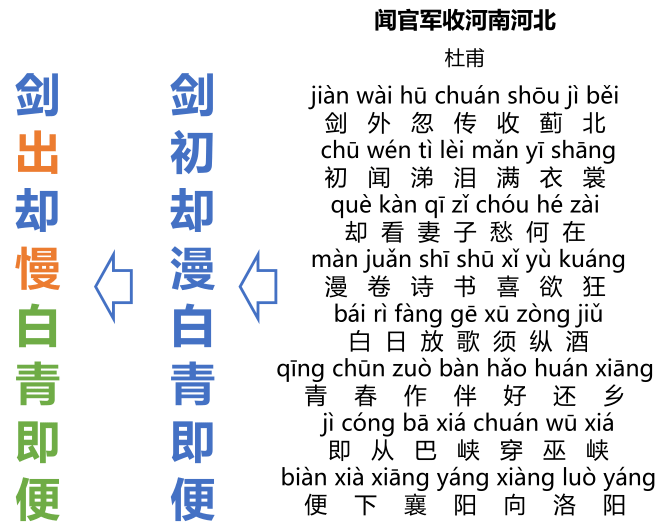 闻官军收河南河北
杜甫
jiàn wài hū chuán shōu jì běi
剑 外 忽 传 收 蓟 北
chū wén tì lèi mǎn yī shāng
初 闻 涕 泪 满 衣 裳
què kàn qī zǐ chóu hé zài
却 看 妻 子 愁 何 在
màn juǎn shī shū xǐ yù kuáng
漫 卷 诗 书 喜 欲 狂
bái rì fàng gē xū zòng jiǔ
白 日 放 歌 须 纵 酒
qīng chūn zuò bàn hǎo huán xiāng
青 春 作 伴 好 还 乡
jì cóng bā xiá chuán wū xiá
即 从 巴 峡 穿 巫 峡
biàn xià xiāng yáng xiàng luò yáng
便 下 襄 阳 向 洛 阳
剑初却漫白青即便
剑出却慢白青即便